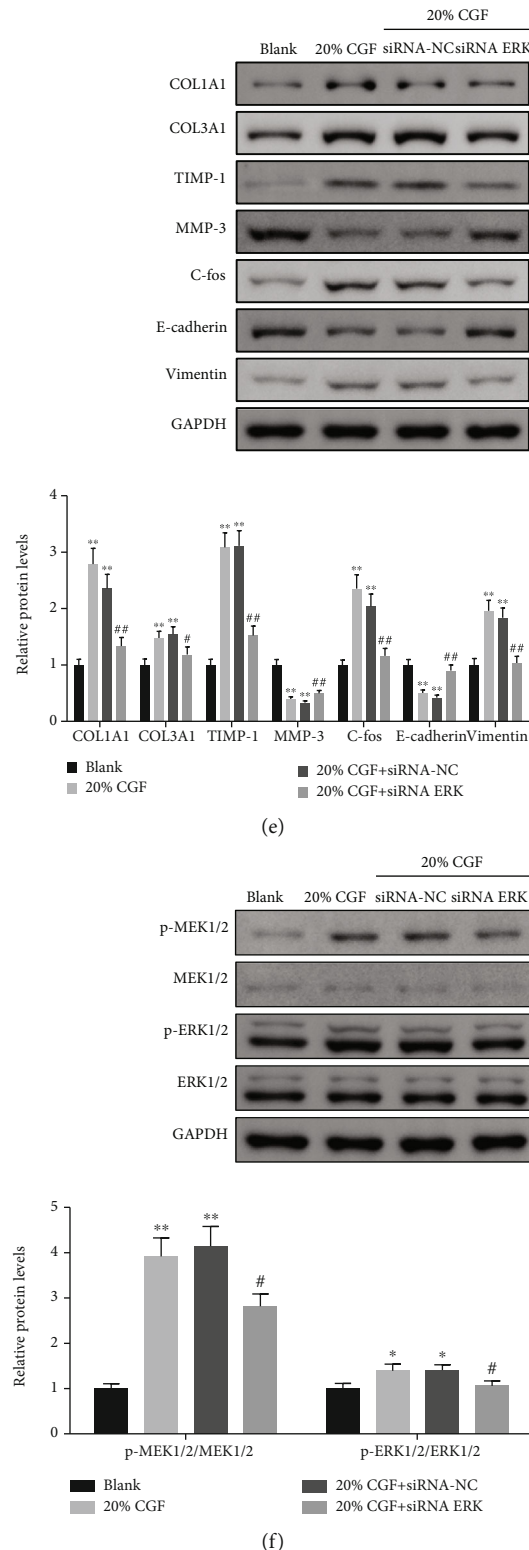 20% CGF
Blank 20% CGF siRNA-NC siRNA ERK
COL1A1
COL3A1
TIMP-1
MMP-3
C-fos
E-cadherin
Vimentin
GAPDH
4
3
2
1
0
Relative protein levels
** ** ## ** ** # ** ** ## ** ** ## ** ** ## ** ** ## ** ** ##
COL1A1 COL3A1 TIMP-1 MMP-3 C-fos E-cadherin Vimentin
Blank 20% CGF+siRNA-NC
20% CGF 20% CGF+siRNA ERK
(e)
20% CGF
Blank 20% CGF siRNA-NC siRNA ERK
p-MEK1/2
MEK1/2
p-ERK1/2
ERK1/2
GAPDH
5
4
3
2
1
0
Relative protein levels
** ** # * * #
p-MEK1/2/MEK1/2 p-ERK1/2/ERK1/2
Blank 20% CGF+siRNA-NC
20% CGF 20% CGF+siRNA ERK
(f)